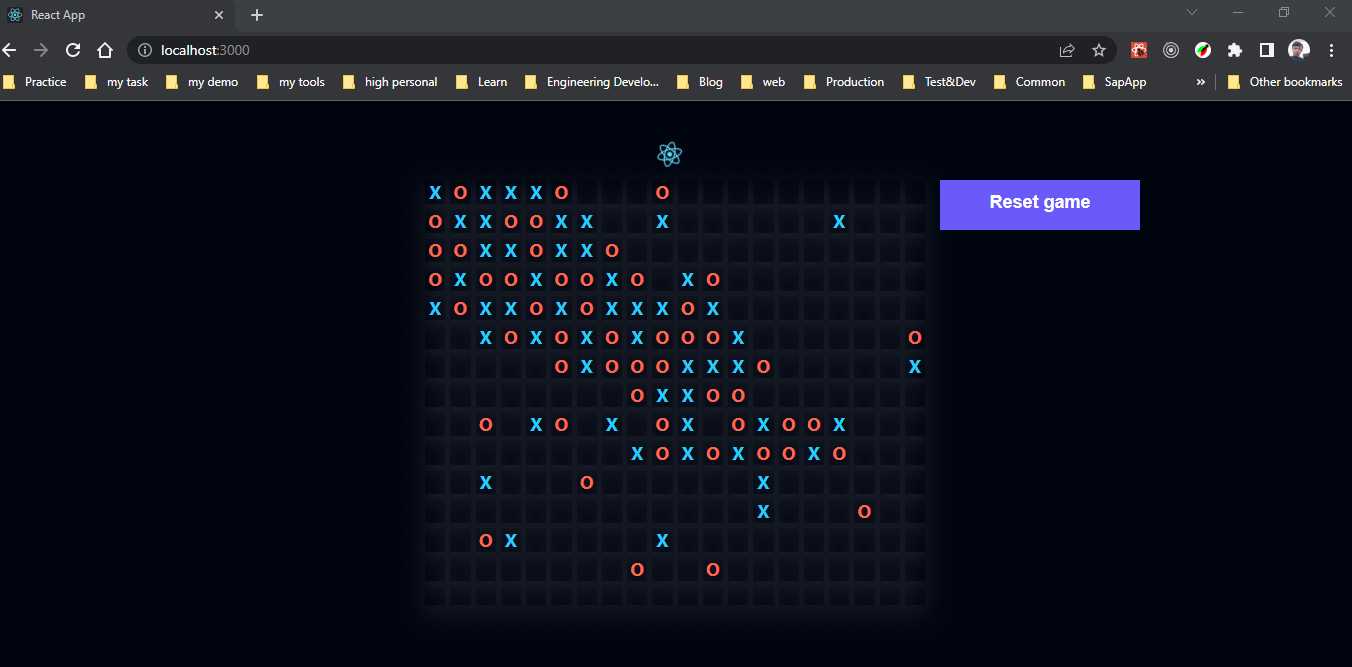 React App
localhost:3000
Practice my task my demo my tools high personal Learn Engineering Develo... Blog web Production Test&Dev Common SapApp » Other bookmarks
X O X X X O O
Reset game
O X X O O X X X X
O O X X O X X O
O X O O X O O X O X O
X O X X O X O X X X O X
X O X O X O X O O O X O
O X O O O X X X O X
O X X O O
O X O X O X O X O O X
X O X O X O O X O
X O X
X O
O X X
O O